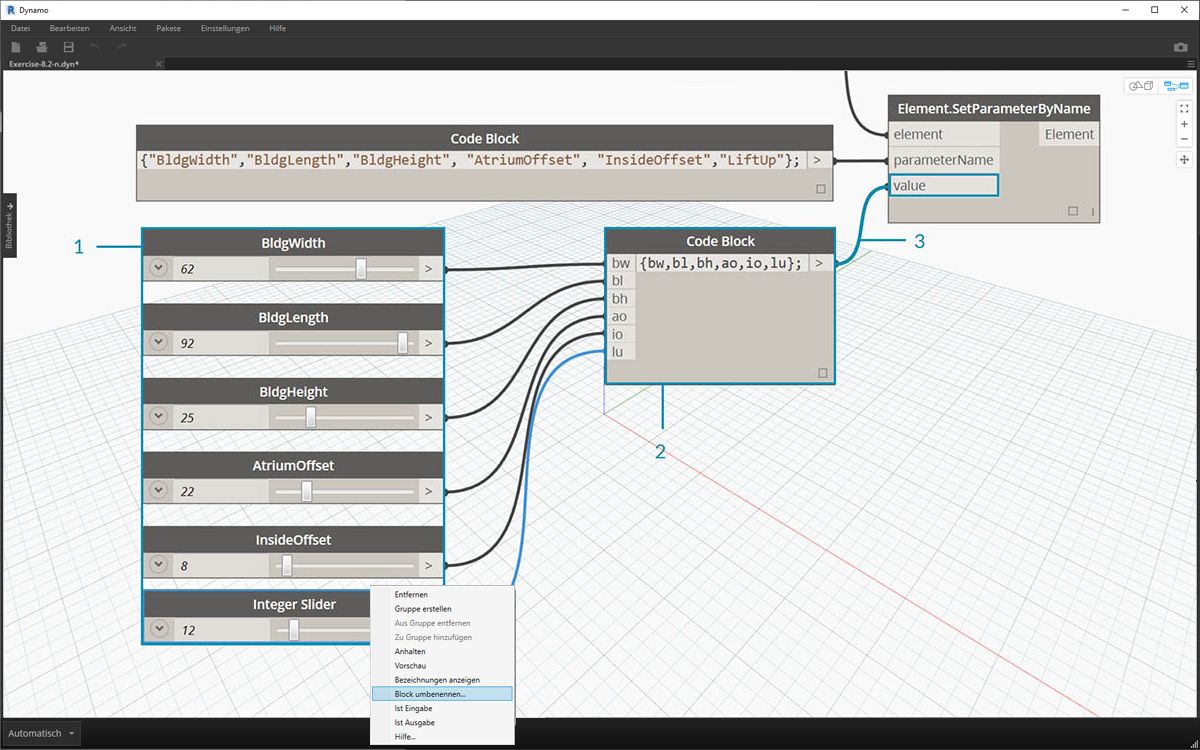 Dynamo
Datei Bearbeiten Ansicht Pakete Einstellungen Hilfe
Exercise-8.2-n.dyn*
Bibliothek
Element.SetParameterByName
element Element
parameterName
value
Code Block
{"BldgWidth","BldgLength","BldgHeight", "AtriumOffset", "InsideOffset","LiftUp"}; >
1
BldgWidth
62 >
BldgLength
92 >
BldgHeight
25 >
AtriumOffset
22 >
InsideOffset
8 >
Integer Slider
12
Code Block
bw {bw,bl,bh,ao,io,lu}; >
bl
bh
ao
io
lu
2
3
Entfernen
Gruppe erstellen
Aus Gruppe entfernen
Zu Gruppe hinzufügen
Anhalten
Vorschau
Bezeichnungen anzeigen
Block umbenennen...
Ist Eingabe
Ist Ausgabe
Hilfe...
Automatisch